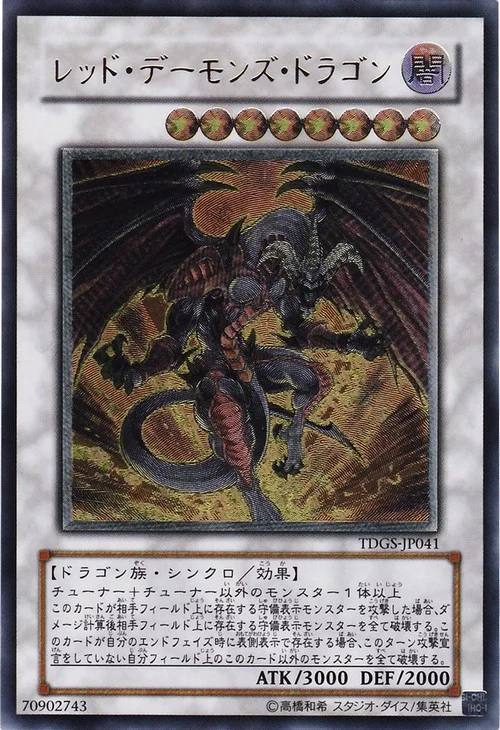 レッド・デーモンズ・ドラゴン
闇
TDGS-JP041
【ドラゴン族・シンクロ/効果】
チューナー+チューナー以外のモンスター1体以上
このカードが相手フィールド上に存在する守備表示モンスターを攻撃した場合、ダ
メージ計算後相手フィールド上に存在する守備表示モンスターを全て破壊する。こ
のカードが自分のエンドフェイズ時に表側表示で存在する場合、このターン攻撃宣
言をしていない自分フィールド上のこのカード以外のモンスターを全て破壊する。
ATK/3000 DEF/2000
70902743
©高橋和希 スタジオ・ダイス/集英社